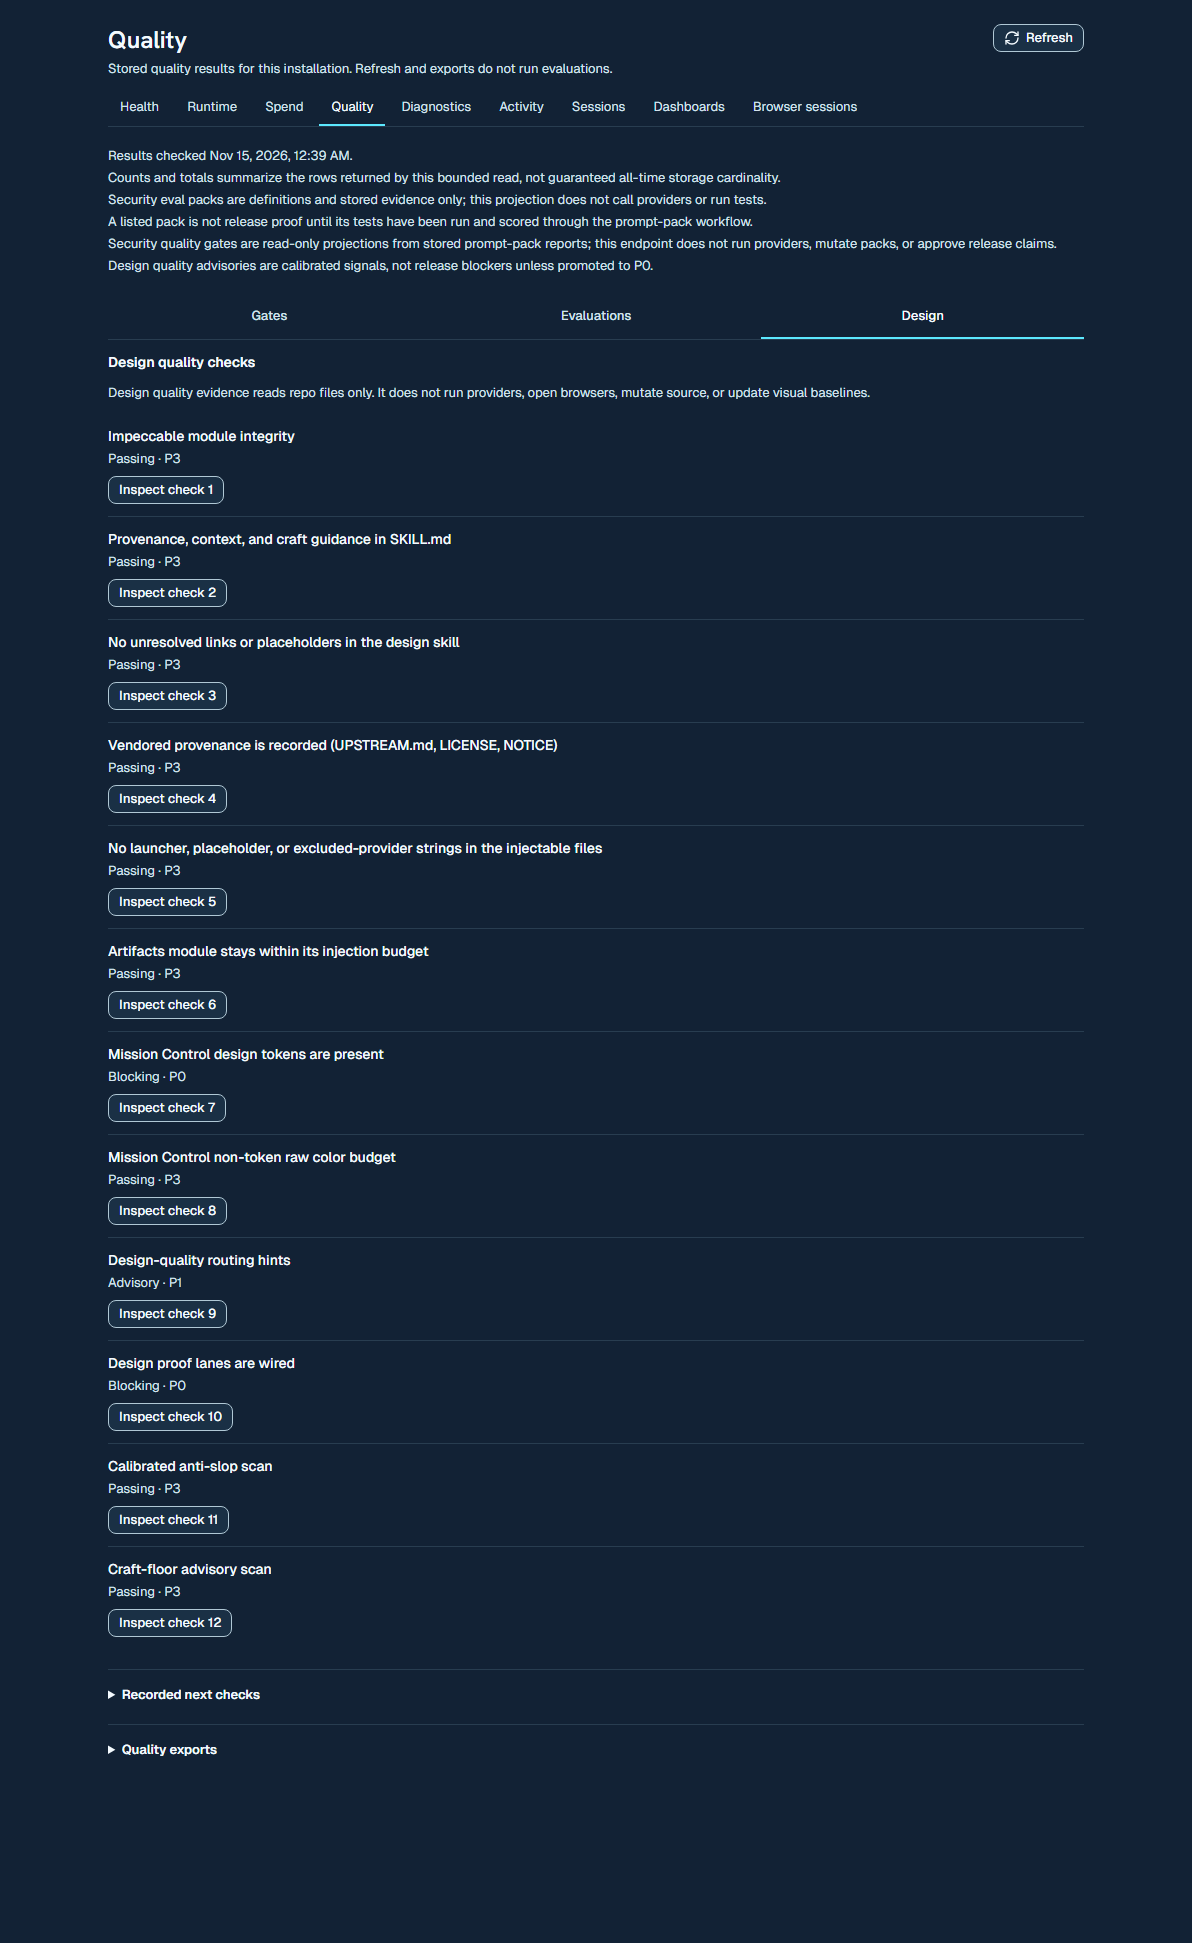 Quality
Refresh
Stored quality results for this installation. Refresh and exports do not run evaluations.
Health
Runtime
Spend
Quality
Diagnostics
Activity
Sessions
Dashboards
Browser sessions
Results checked Nov 15, 2026, 12:39 AM.
Counts and totals summarize the rows returned by this bounded read, not guaranteed all-time storage cardinality.
Security eval packs are definitions and stored evidence only; this projection does not call providers or run tests.
A listed pack is not release proof until its tests have been run and scored through the prompt-pack workflow.
Security quality gates are read-only projections from stored prompt-pack reports; this endpoint does not run providers, mutate packs, or approve release claims.
Design quality advisories are calibrated signals, not release blockers unless promoted to P0.
Gates
Evaluations
Design
Design quality checks
Design quality evidence reads repo files only. It does not run providers, open browsers, mutate source, or update visual baselines.
Impeccable module integrity
Passing · P3
Inspect check 1
Provenance, context, and craft guidance in SKILL.md
Passing · P3
Inspect check 2
No unresolved links or placeholders in the design skill
Passing · P3
Inspect check 3
Vendored provenance is recorded (UPSTREAM.md, LICENSE, NOTICE)
Passing · P3
Inspect check 4
No launcher, placeholder, or excluded-provider strings in the injectable files
Passing · P3
Inspect check 5
Artifacts module stays within its injection budget
Passing · P3
Inspect check 6
Mission Control design tokens are present
Blocking · P0
Inspect check 7
Mission Control non-token raw color budget
Passing · P3
Inspect check 8
Design-quality routing hints
Advisory · P1
Inspect check 9
Design proof lanes are wired
Blocking · P0
Inspect check 10
Calibrated anti-slop scan
Passing · P3
Inspect check 11
Craft-floor advisory scan
Passing · P3
Inspect check 12
Recorded next checks
Quality exports